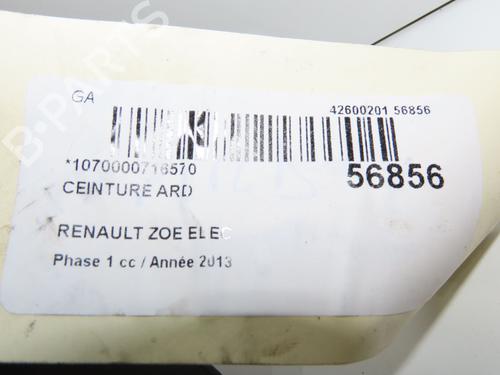 GA
42600201 56856
*1070000716570
56856
CEINTURE ARD
RENAULT ZOE ELEC
Phase 1 cc / Année 2013
B-PARTS